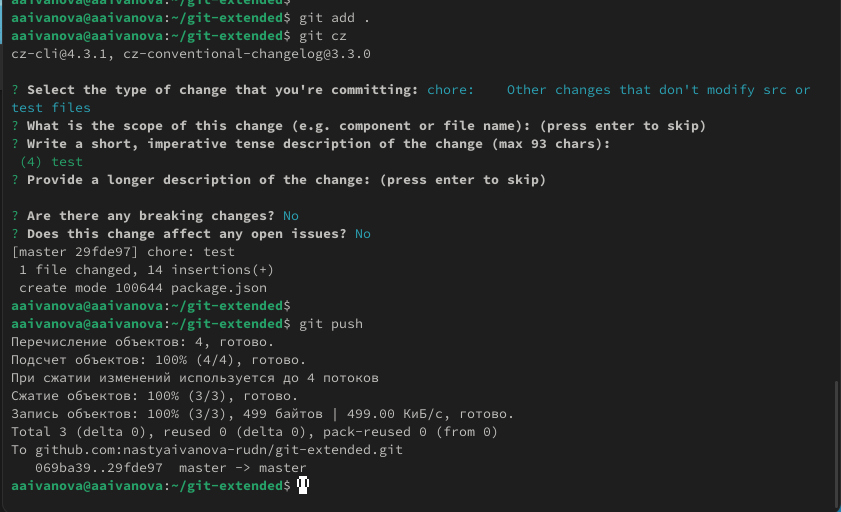 aaivanova@aaivanova:~/git-extended$ git add .
aaivanova@aaivanova:~/git-extended$ git cz
cz-cli@4.3.1, cz-conventional-changelog@3.3.0
? Select the type of change that you're committing: chore:    Other changes that don't modify src or
test files
? What is the scope of this change (e.g. component or file name): (press enter to skip)
? Write a short, imperative tense description of the change (max 93 chars):
 (4) test
? Provide a longer description of the change: (press enter to skip)
? Are there any breaking changes? No
? Does this change affect any open issues? No
[master 29fde97] chore: test
 1 file changed, 14 insertions(+)
 create mode 100644 package.json
aaivanova@aaivanova:~/git-extended$
aaivanova@aaivanova:~/git-extended$ git push
Перечисление объектов: 4, готово.
Подсчет объектов: 100% (4/4), готово.
При сжатии изменений используется до 4 потоков
Сжатие объектов: 100% (3/3), готово.
Запись объектов: 100% (3/3), 499 байтов | 499.00 КиБ/с, готово.
Total 3 (delta 0), reused 0 (delta 0), pack-reused 0 (from 0)
To github.com:nastyaivanova-rudn/git-extended.git
   069ba39..29fde97  master -> master
aaivanova@aaivanova:~/git-extended$